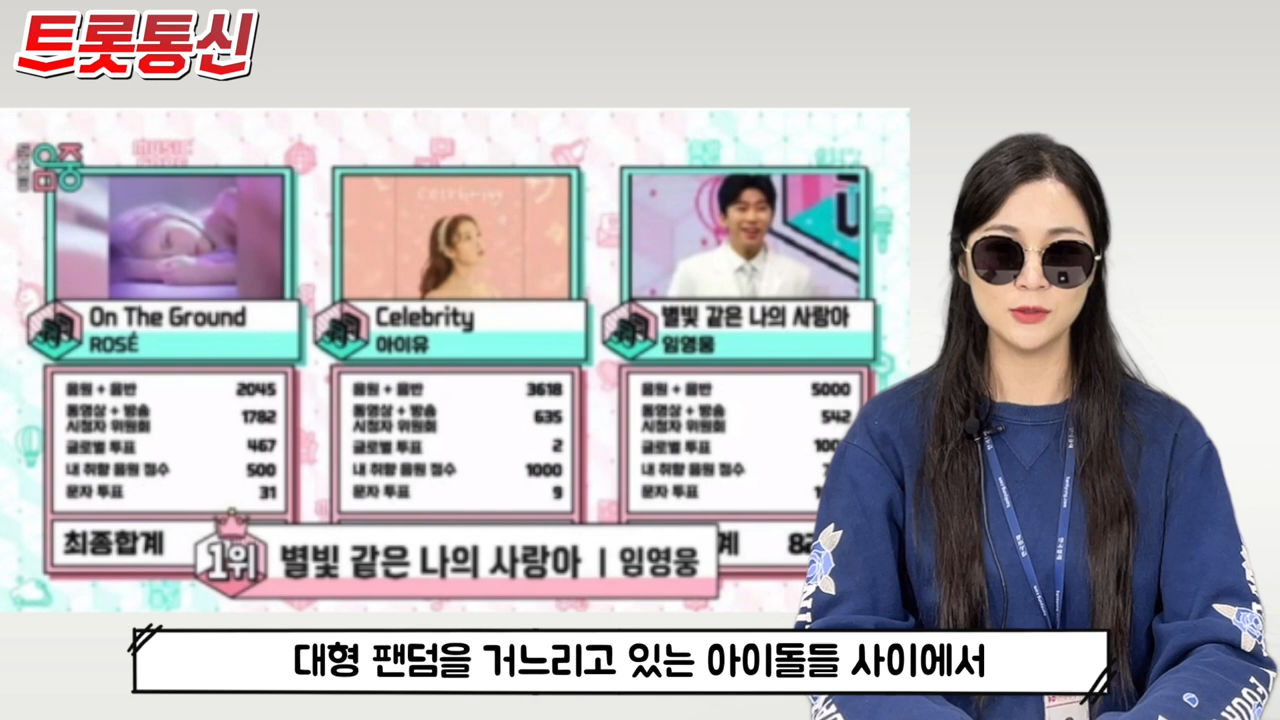 트롯통신
음중
On The Ground
ROSÉ
음원 + 음반 2045
동영상 + 방송
시청자 위원회 1782
글로벌 투표 467
내 취향 음원 점수 500
문자 투표 31
최종합계
Celebrity
아이유
음원 + 음반 3618
동영상 + 방송
시청자 위원회 635
글로벌 투표 2
내 취향 음원 점수 1000
문자 투표 9
별빛 같은 나의 사랑아
임영웅
음원 + 음반 5000
동영상 + 방송
시청자 위원회 542
글로벌 투표
내 취향 음원 점수
문자 투표
1위 별빛 같은 나의 사랑아 | 임영웅
대형 팬덤을 거느리고 있는 아이돌들 사이에서